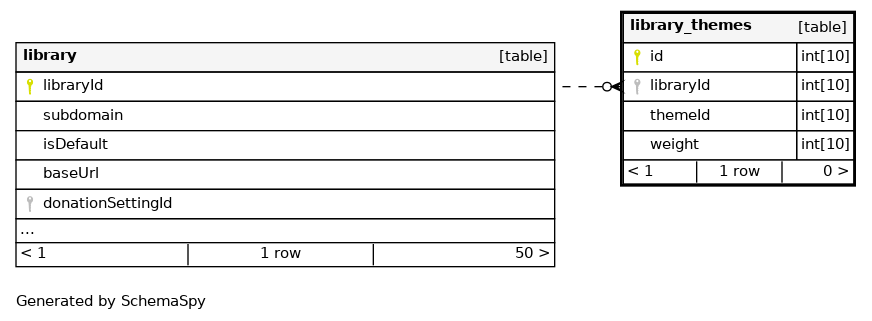 library [table]
libraryId
subdomain
isDefault
baseUrl
donationSettingId
...
< 1 1 row 50 >
library_themes [table]
id int[10]
libraryId int[10]
themeId int[10]
weight int[10]
< 1 1 row 0 >
Generated by SchemaSpy